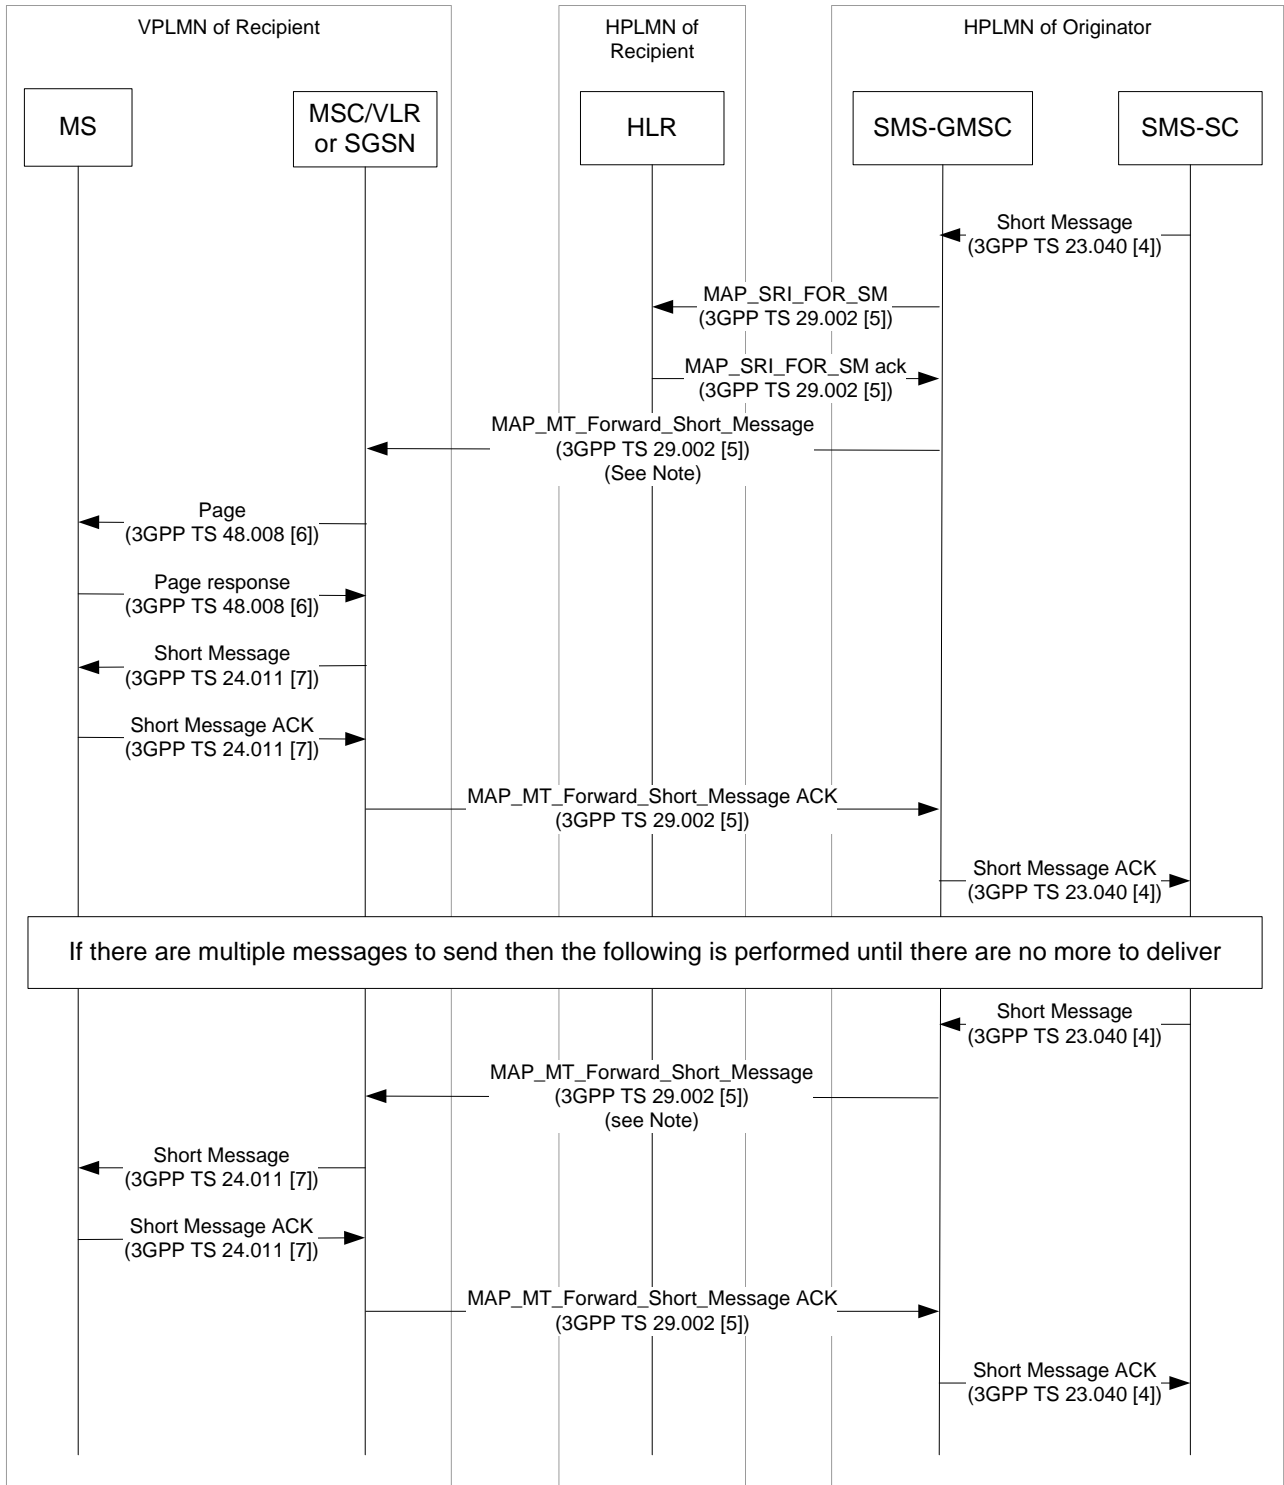 VPLMN of Recipient
HPLMN of
Recipient
HPLMN of Originator
MS
MSC/VLR
or SGSN
HLR
SMS-GMSC
SMS-SC
Short Message
(3GPP TS 23.040 [4])
MAP_SRI_FOR_SM
(3GPP TS 29.002 [5])
MAP_SRI_FOR_SM ack
(3GPP TS 29.002 [5])
MAP_MT_Forward_Short_Message
(3GPP TS 29.002 [5])
(See Note)
Page
(3GPP TS 48.008 [6])
Page response
(3GPP TS 48.008 [6])
Short Message
(3GPP TS 24.011 [7])
Short Message ACK
(3GPP TS 24.011 [7])
MAP_MT_Forward_Short_Message ACK
(3GPP TS 29.002 [5])
Short Message ACK
(3GPP TS 23.040 [4])
If there are multiple messages to send then the following is performed until there are no more to deliver
Short Message
(3GPP TS 23.040 [4])
MAP_MT_Forward_Short_Message
(3GPP TS 29.002 [5])
(see Note)
Short Message
(3GPP TS 24.011 [7])
Short Message ACK
(3GPP TS 24.011 [7])
MAP_MT_Forward_Short_Message ACK
(3GPP TS 29.002 [5])
Short Message ACK
(3GPP TS 23.040 [4])